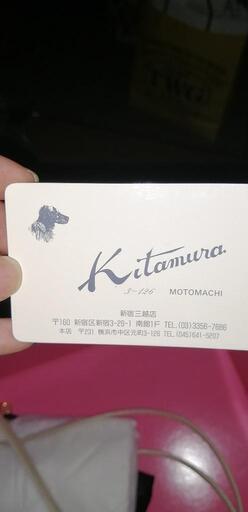 TWG
Kitamura
3-126 MOTOMACHI
新宿三越店
〒160 新宿区新宿3-29-1 南館1F TEL.(03)3356-7686
本店 〒231 横浜市中区元町3-126 TEL.(045)641-5207